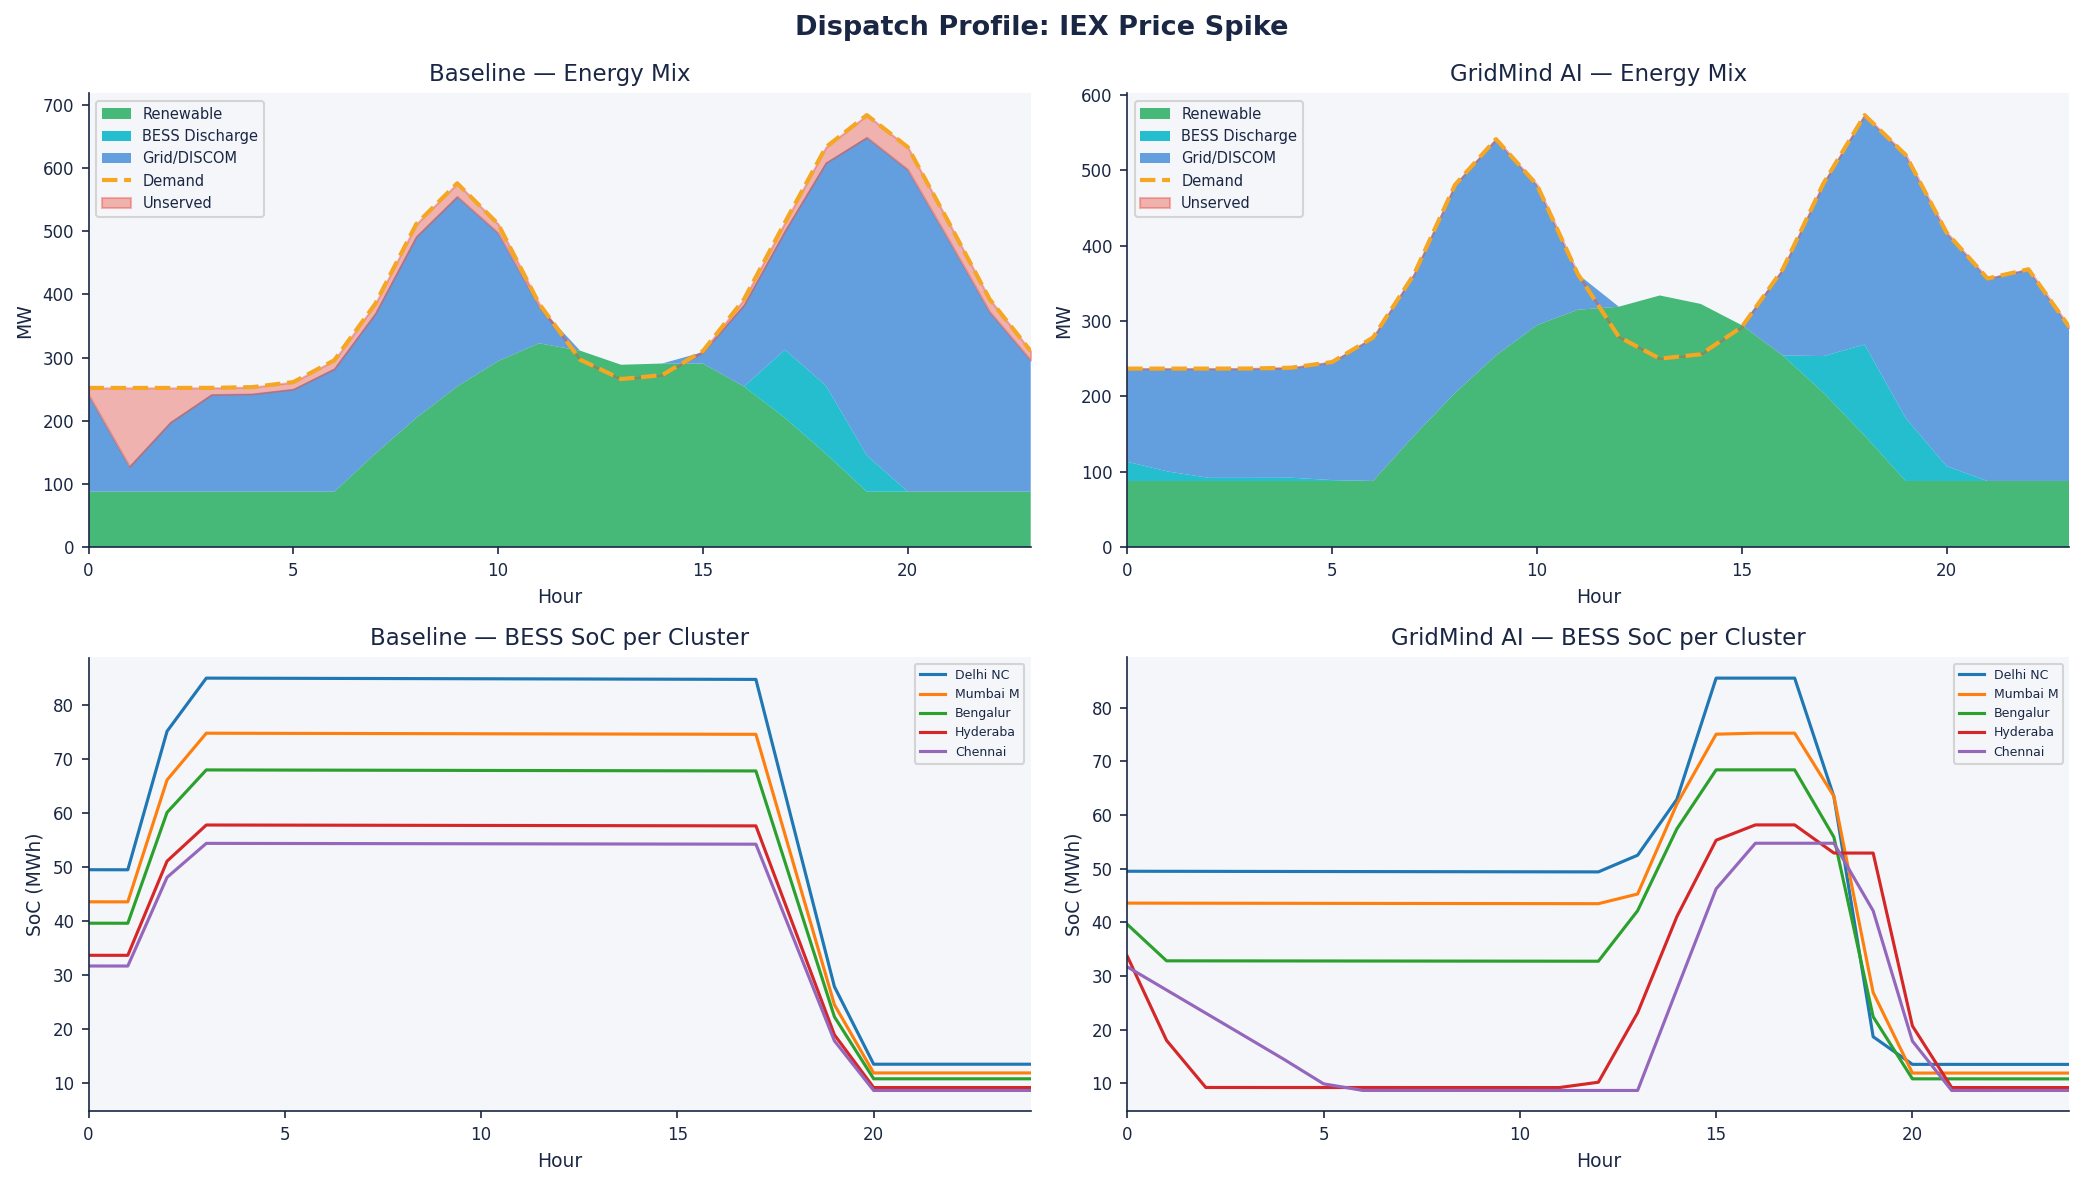 Dispatch Profile: IEX Price Spike
Baseline — Energy Mix
Renewable
BESS Discharge
Grid/DISCOM
Demand
Unserved
MW
700
600
500
400
300
200
100
0
0 5 10 15 20
Hour
GridMind AI — Energy Mix
Renewable
BESS Discharge
Grid/DISCOM
Demand
Unserved
MW
600
500
400
300
200
100
0
0 5 10 15 20
Hour
Baseline — BESS SoC per Cluster
Delhi NC
Mumbai M
Bengalur
Hyderaba
Chennai
SoC (MWh)
80
70
60
50
40
30
20
10
0 5 10 15 20
Hour
GridMind AI — BESS SoC per Cluster
Delhi NC
Mumbai M
Bengalur
Hyderaba
Chennai
SoC (MWh)
80
70
60
50
40
30
20
10
0 5 10 15 20
Hour